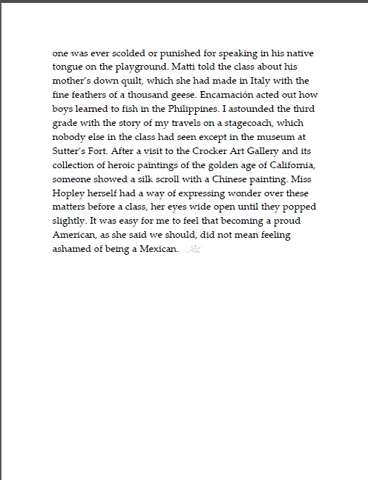 one was ever scolded or punished for speaking in his native
tongue on the playground. Matti told the class about his
mother's down quilt, which she had made in Italy with the
fine feathers of a thousand geese. Encarnación acted out how
boys learned to fish in the Philippines. I astounded the third
grade with the story of my travels on a stagecoach, which
nobody else in the class had seen except in the museum at
Sutter's Fort. After a visit to the Crocker Art Gallery and its
collection of heroic paintings of the golden age of California,
someone showed a silk scroll with a Chinese painting. Miss
Hopley herself had a way of expressing wonder over these
matters before a class, her eyes wide open until they popped
slightly. It was easy for me to feel that becoming a proud
American, as she said we should, did not mean feeling
ashamed of being a Mexican.